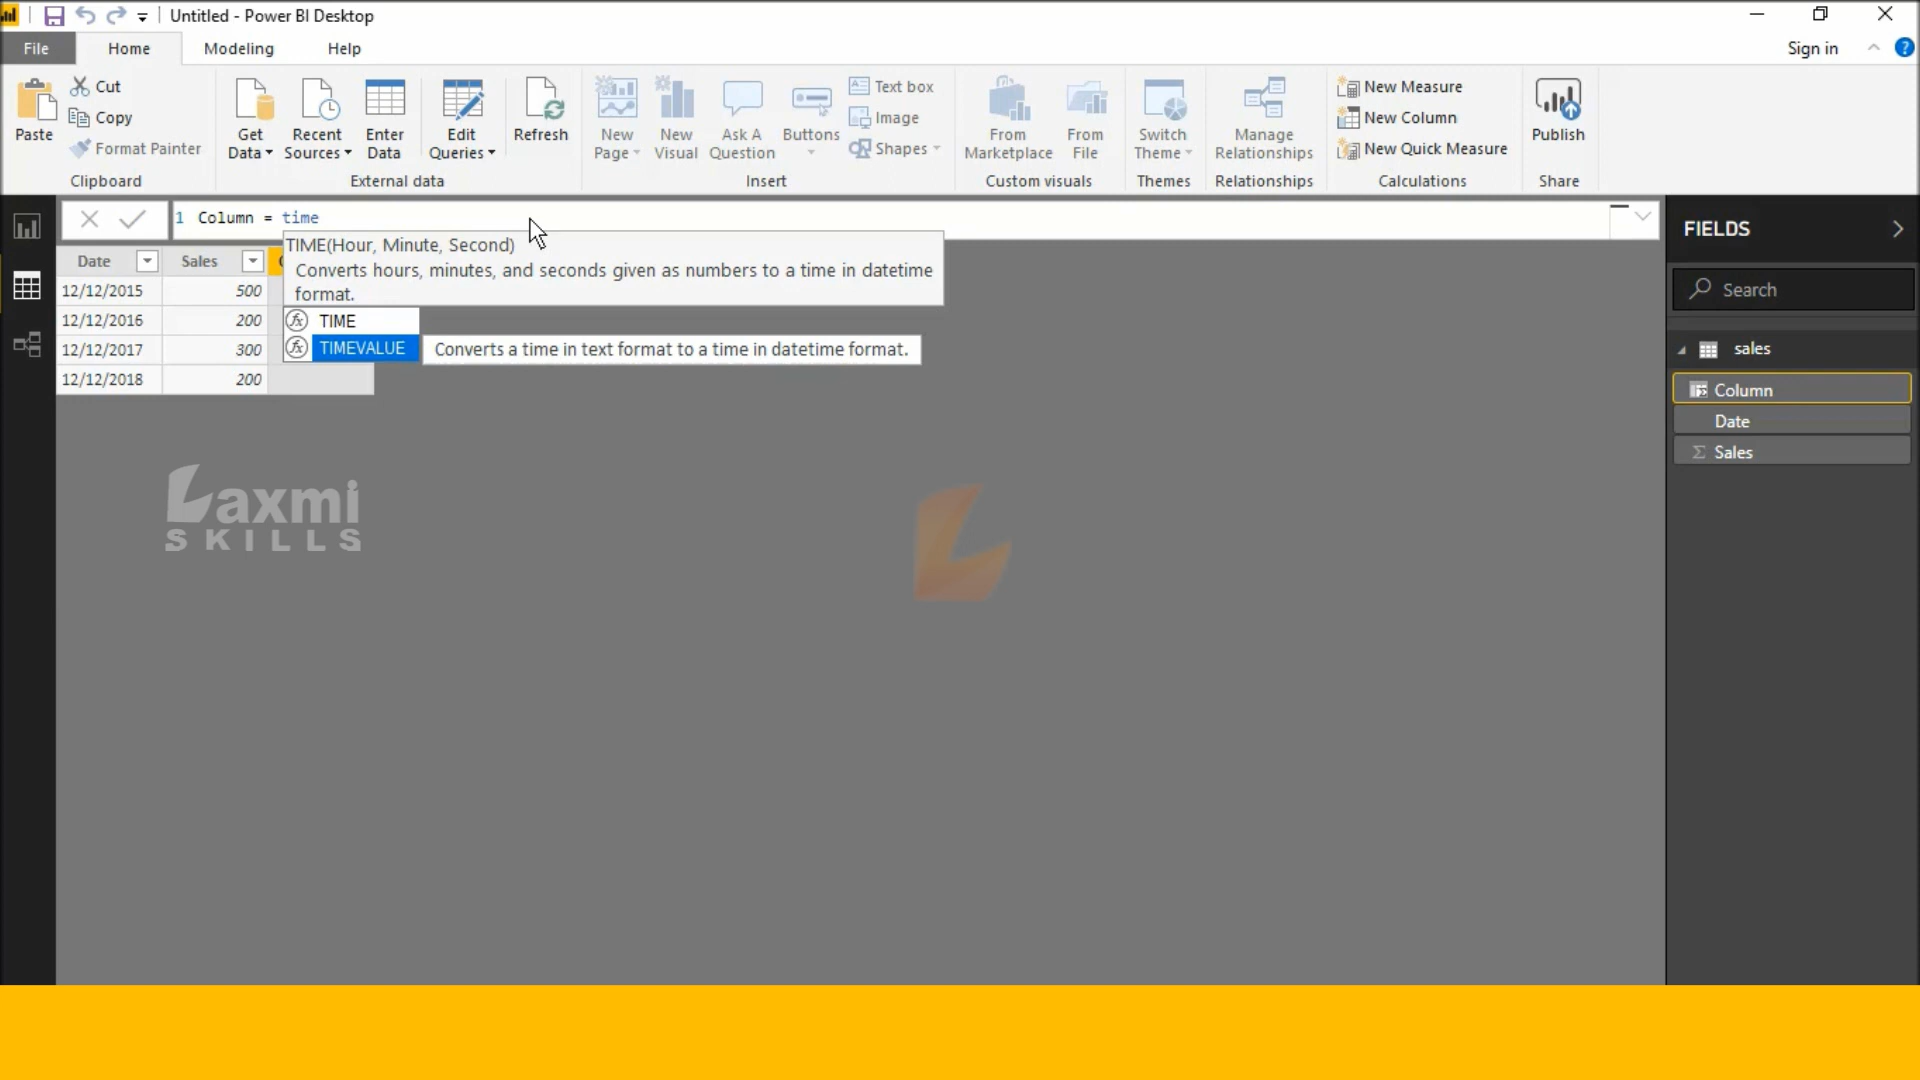 Untitled - Power BI Desktop
File Home Modeling Help Sign in ?
Paste
Cut
Copy
Format Painter
Clipboard
Get Data
Recent Sources
Enter Data
Edit Queries
Refresh
External data
New Page
New Visual
Ask A Question
Buttons
Text box
Image
Shapes
Insert
From Marketplace
From File
Custom visuals
Switch Theme
Themes
Manage Relationships
Relationships
New Measure
New Column
New Quick Measure
Calculations
Publish
Share
1 Column = time
TIME(Hour, Minute, Second)
Converts hours, minutes, and seconds given as numbers to a time in datetime
format.
fx TIME
fx TIMEVALUE Converts a time in text format to a time in datetime format.
Date Sales
12/12/2015 500
12/12/2016 200
12/12/2017 300
12/12/2018 200
FIELDS
Search
sales
Column
Date
Σ Sales
Laxmi
SKILLS